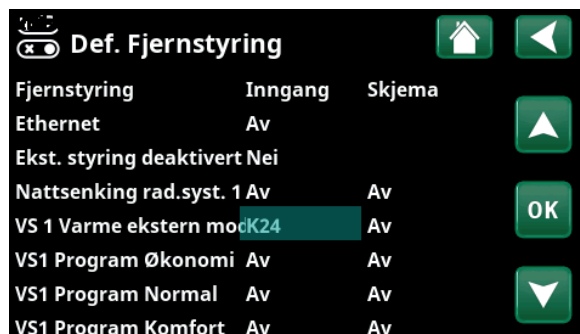 Def. Fjernstyring
Fjernstyring Inngang Skjema
Ethernet Av
Ekst. styring deaktivert Nei
Nattsenking rad.syst. 1 Av Av
VS 1 Varme ekstern mod K24 Av
OK
VS1 Program Økonomi Av Av
VS1 Program Normal Av Av
VS1 Program Komfort Av Av